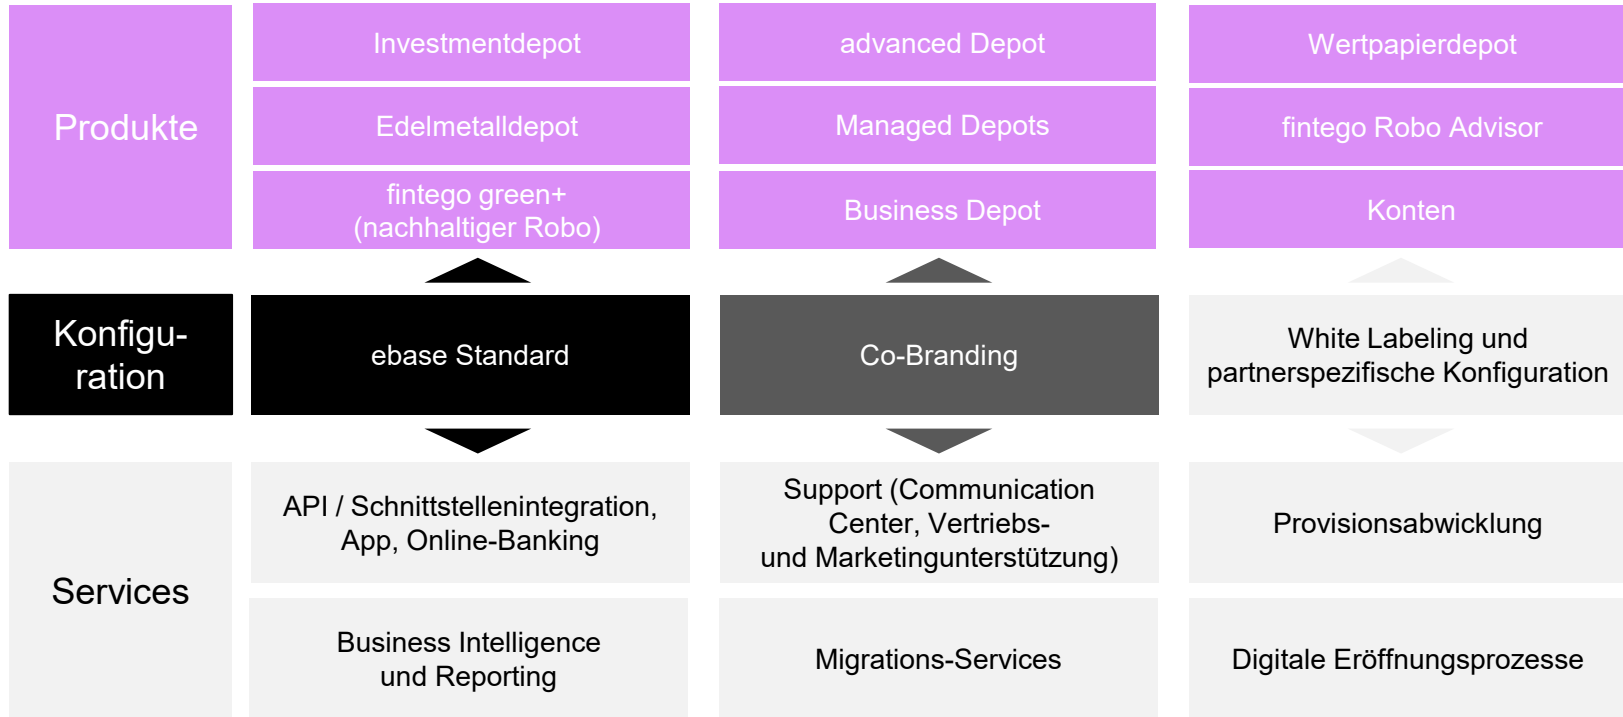 Produkte
Investmentdepot
advanced Depot
Wertpapierdepot
Edelmetalldepot
Managed Depots
fintego Robo Advisor
fintego green+
(nachhaltiger Robo)
Business Depot
Konten
Konfigu-
ration
ebase Standard
Co-Branding
White Labeling und
partnerspezifische Konfiguration
Services
API / Schnittstellenintegration,
App, Online-Banking
Support (Communication
Center, Vertriebs-
und Marketingunterstützung)
Provisionsabwicklung
Business Intelligence
und Reporting
Migrations-Services
Digitale Eröffnungsprozesse